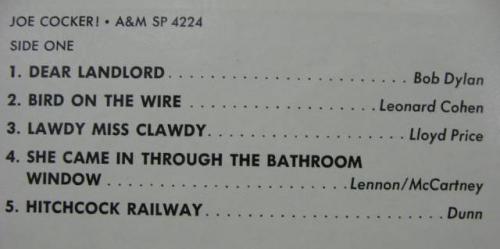 JOE COCKER! • A&M SP 4224
SIDE ONE
1. DEAR LANDLORD . . . . . . . . . . . . . . . . . . . . . . . . Bob Dylan
2. BIRD ON THE WIRE . . . . . . . . . . . . . . . . . . Leonard Cohen
3. LAWDY MISS CLAWDY. . . . . . . . . . . . . . . . . . . Lloyd Price
4. SHE CAME IN THROUGH THE BATHROOM
WINDOW . . . . . . . . . . . . . . . . . . . . . . . Lennon/McCartney
5. HITCHCOCK RAILWAY. . . . . . . . . . . . . . . . . . . . . . . Dunn